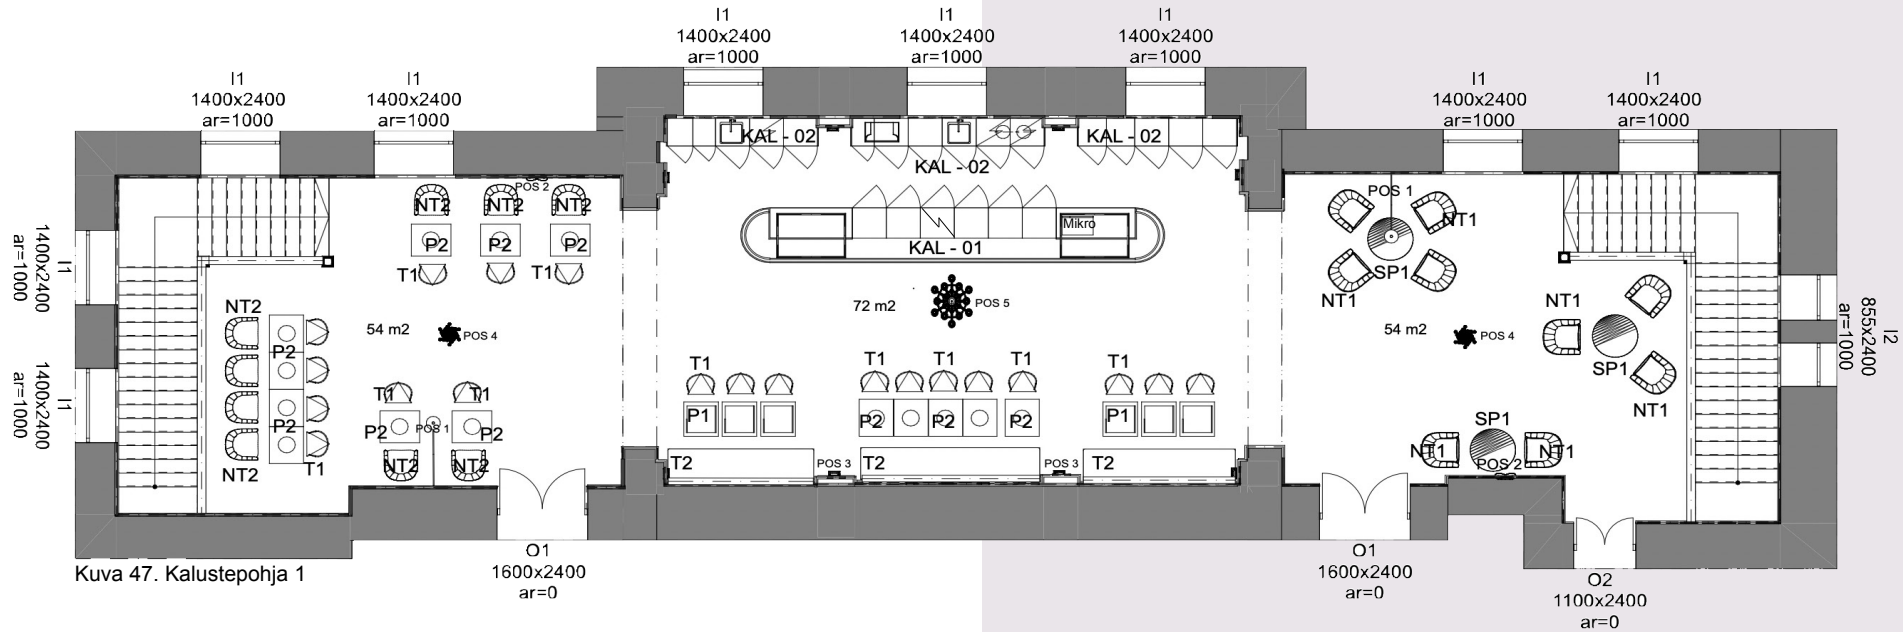 I1
1400x2400
ar=1000
I1
1400x2400
ar=1000
I1
1400x2400
ar=1000
I1
1400x2400
ar=1000
I1
1400x2400
ar=1000
I1
1400x2400
ar=1000
I1
1400x2400
ar=1000
KAL - 02
KAL - 02
KAL - 02
POS 2
NT2
NT2
NT2
P2
P2
P2
T1
T1
KAL - 01
Mikro
POS 1
NT1
SP1
NT1
I1
1400x2400
ar=1000
I1
1400x2400
ar=1000
NT2
P2
P2
NT2
T1
54 m2
POS 4
T1
T1
P2
POS 1
P2
NT2
NT2
72 m2
POS 5
T1
P1
T1
T1
T1
P2
P2
P2
T1
P1
T2
POS 3
T2
POS 3
T2
54 m2
POS 4
NT1
SP1
NT1
SP1
NT1
NT1
POS 2
I2
855x2400
ar=1000
O1
1600x2400
ar=0
O1
1600x2400
ar=0
O2
1100x2400
ar=0
Kuva 47. Kalustepohja 1